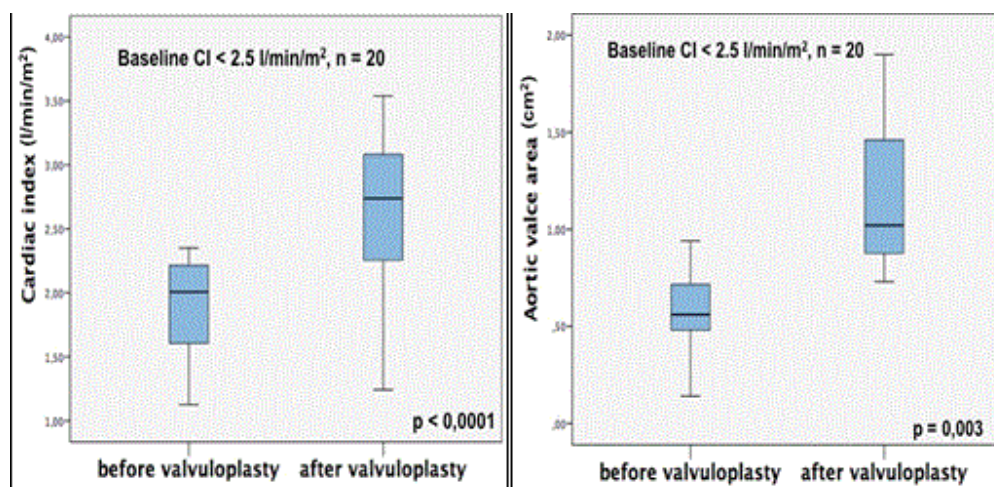 4,00
Baseline CI < 2.5 l/min/m², n = 20
3,50
3,00
2,50
2,00
1,50
1,00
Cardiac index (l/min/m²)
p < 0,0001
before valvuloplasty after valvuloplasty
2,00
Baseline CI < 2.5 l/min/m², n = 20
1,50
1,00
,50
,00
Aortic valce area (cm²)
p = 0,003
before valvuloplasty after valvuloplasty